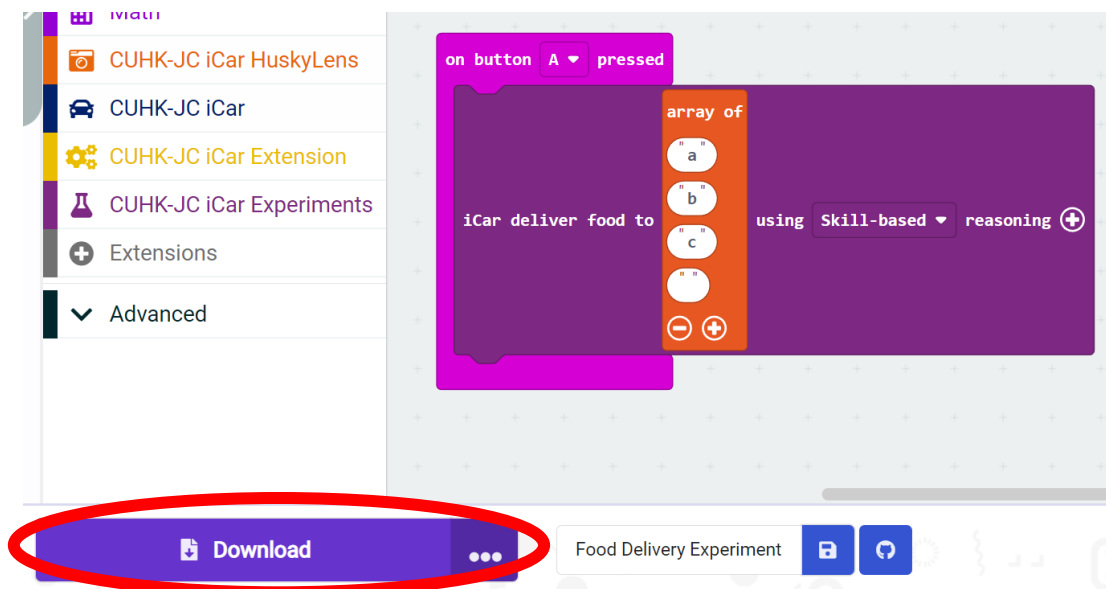 Math
CUHK-JC iCar HuskyLens
CUHK-JC iCar
CUHK-JC iCar Extension
CUHK-JC iCar Experiments
Extensions
Advanced
on button A pressed
array of
"a"
"b"
"c"
" "
iCar deliver food to
using Skill-based reasoning
Download
Food Delivery Experiment